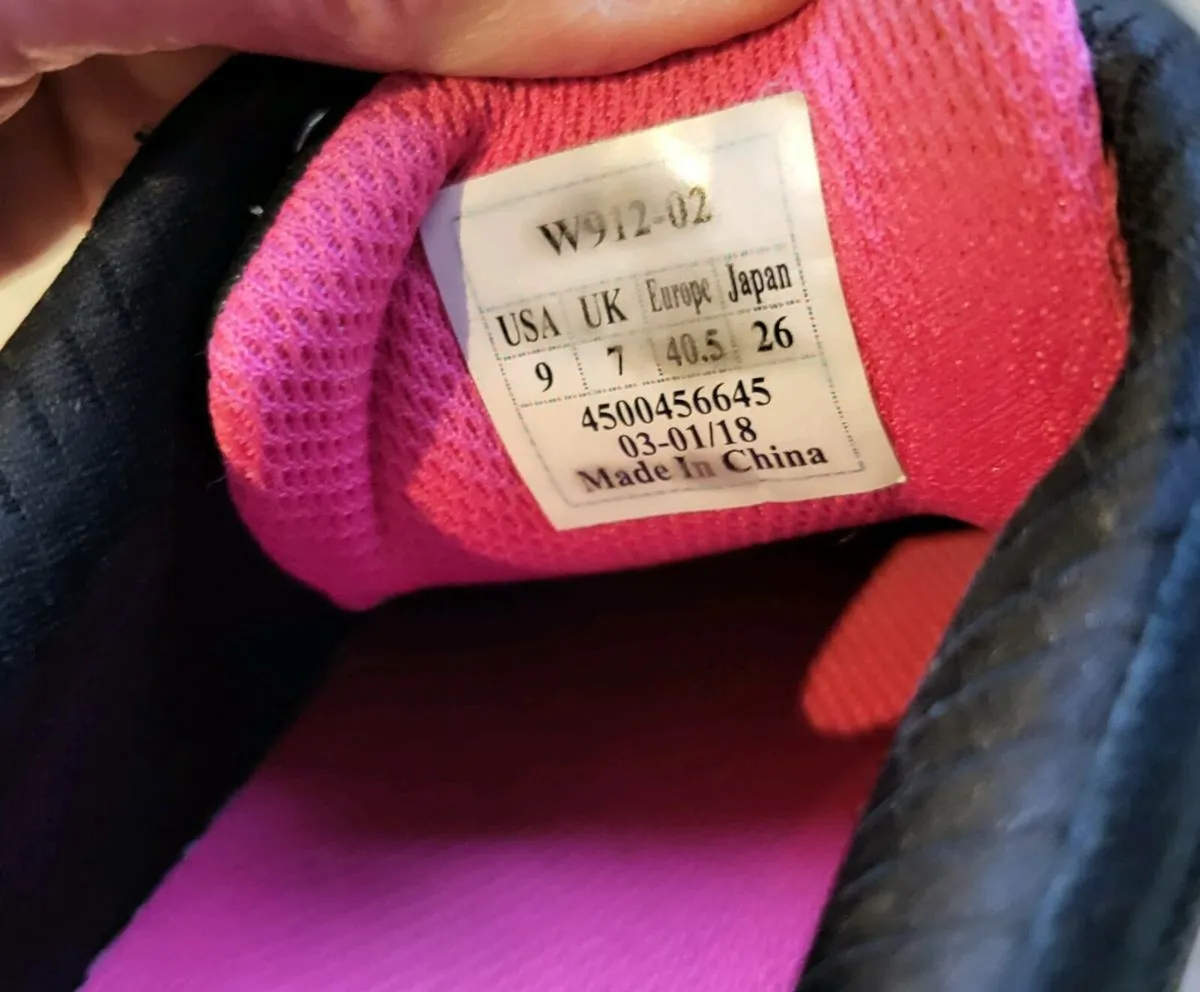 W912-02
USA UK Europe Japan
9 7 40.5 26
4500456645
03-01/18
Made In China